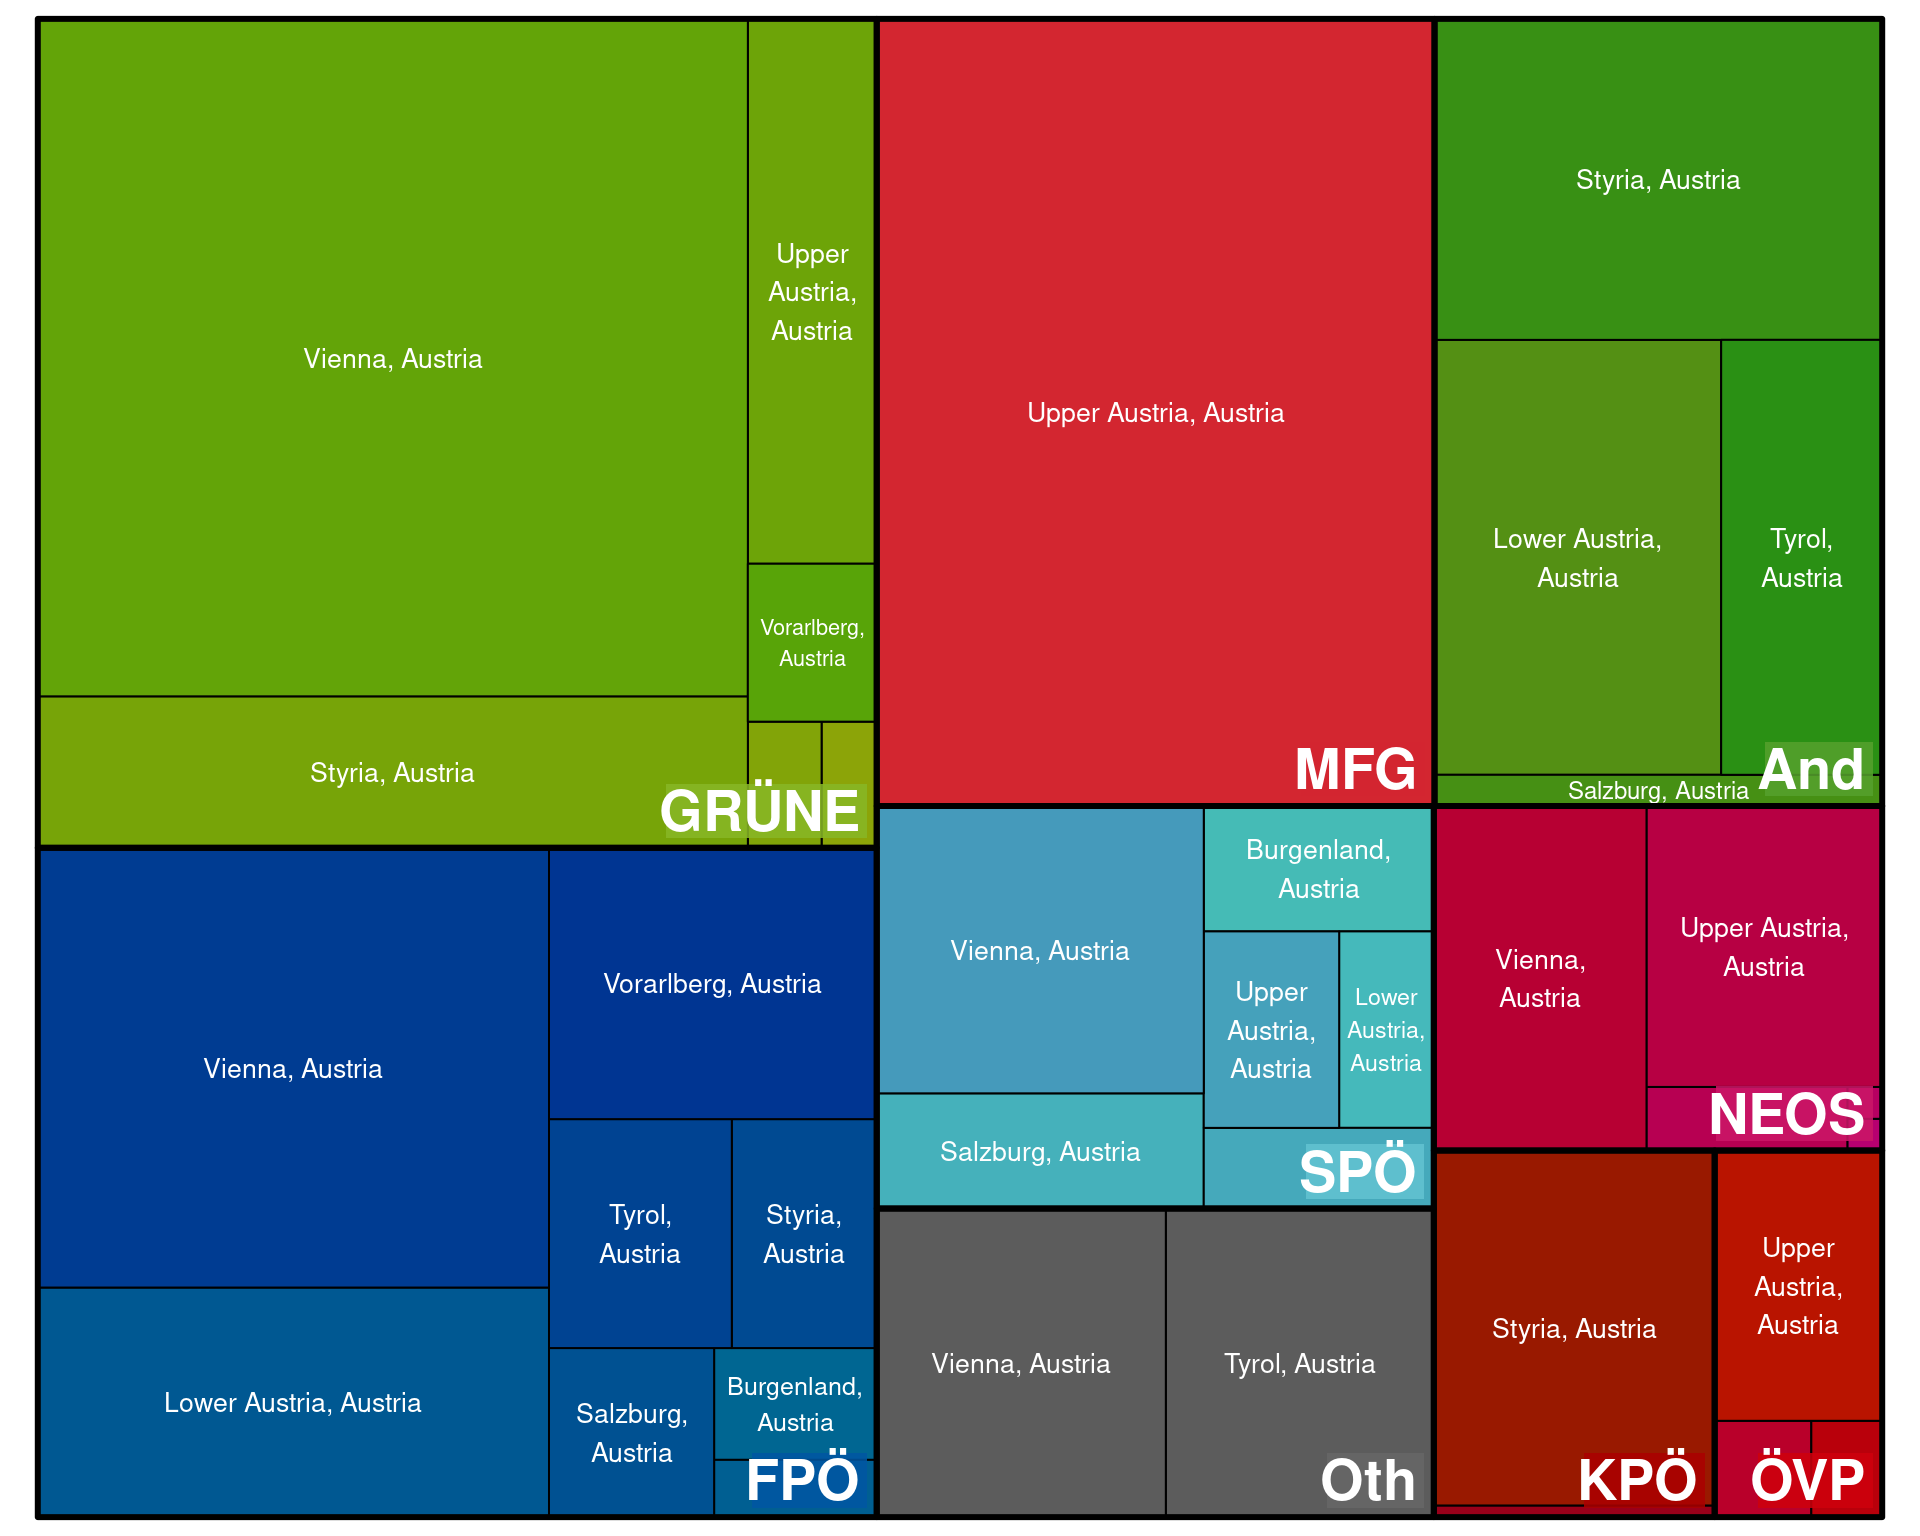 Vienna, Austria
Upper
Austria,
Austria
Vorarlberg,
Austria
Styria, Austria
GRÜNE
Upper Austria, Austria
MFG
Styria, Austria
Lower Austria,
Austria
Tyrol,
Austria
Salzburg, Austria
And
Vienna, Austria
Vorarlberg, Austria
Tyrol,
Austria
Styria,
Austria
Lower Austria, Austria
Salzburg,
Austria
Burgenland,
Austria
FPÖ
Vienna, Austria
Burgenland,
Austria
Upper
Austria,
Austria
Lower
Austria,
Austria
Salzburg, Austria
SPÖ
Vienna,
Austria
Upper Austria,
Austria
NEOS
Vienna, Austria
Tyrol, Austria
Oth
Styria, Austria
KPÖ
Upper
Austria,
Austria
ÖVP